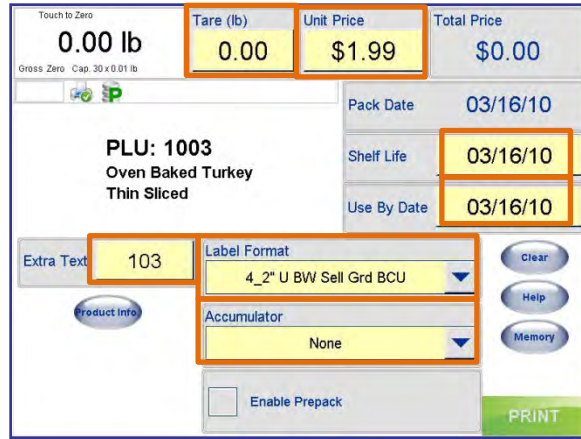 Touch to Zero
0.00 lb
Gross Zero Cap. 30 x 0.01 lb
Tare (lb)
0.00
Unit Price
$1.99
Total Price
$0.00
P
Pack Date
03/16/10
PLU: 1003
Oven Baked Turkey
Thin Sliced
Shelf Life
03/16/10
Use By Date
03/16/10
Extra Text
103
Label Format
4_2" U BW Sell Grd BCU
Clear
Help
Memory
Product Info
Accumulator
None
Enable Prepack
PRINT